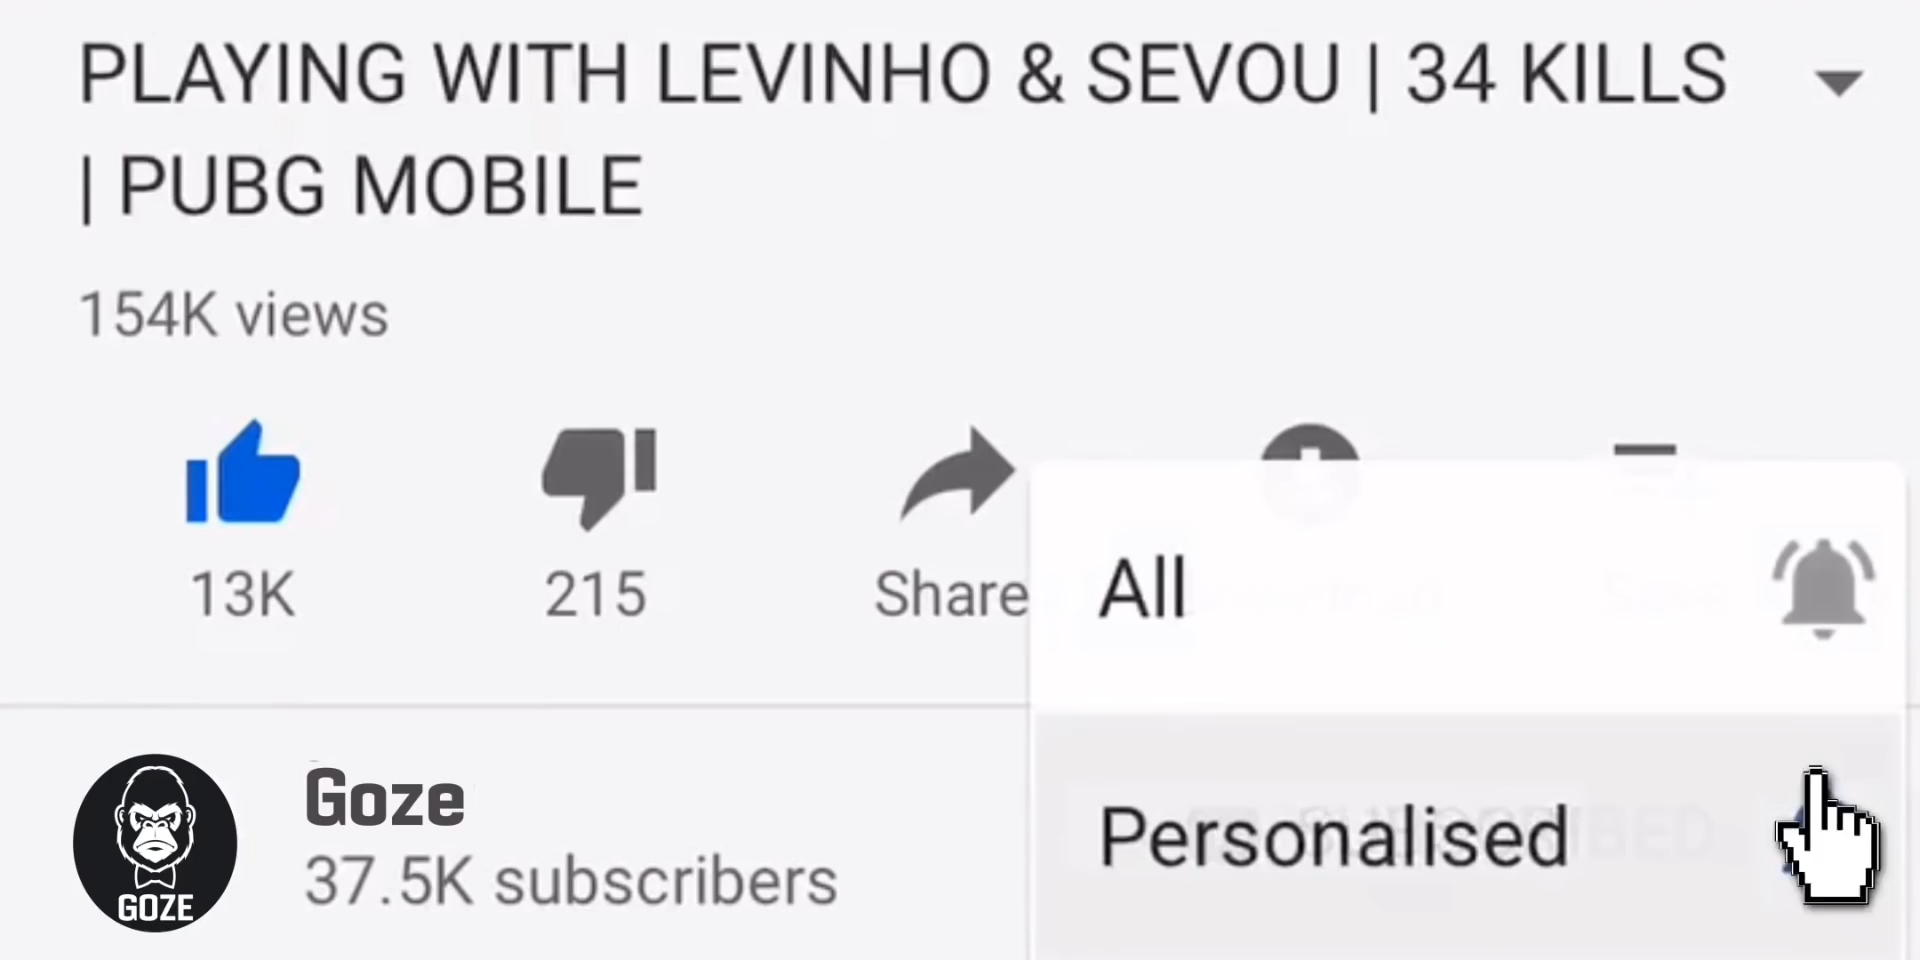 PLAYING WITH LEVINHO & SEVOU | 34 KILLS
| PUBG MOBILE
154K views
13K
215
Share
All
Personalised
Goze
37.5K subscribers
GOZE